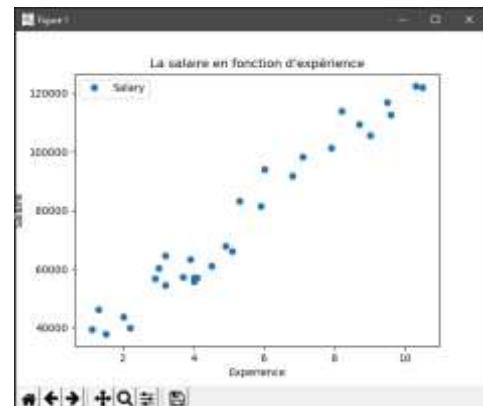 Figure 1
La salaire en fonction d'expérience
Salary
120000
100000
80000
60000
40000
Salaire
2
4
6
8
10
Experience